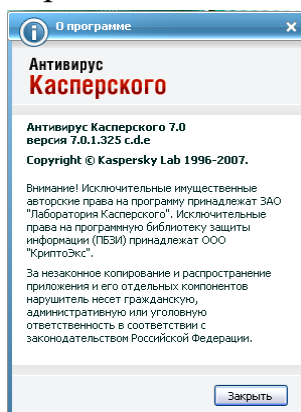 О программе
Антивирус
Касперского
Антивирус Касперского 7.0
версия 7.0.1.325 c.d.e
Copyright © Kaspersky Lab 1996-2007.
Внимание! Исключительные имущественные
авторские права на программу принадлежат ЗАО
"Лаборатория Касперского". Исключительные
права на программную библиотеку защиты
информации (ПБЗИ) принадлежат ООО
"КриптоЭкс".
За незаконное копирование и распространение
приложения и его отдельных компонентов
нарушитель несет гражданскую,
административную или уголовную
ответственность в соответствии с
законодательством Российской Федерации.
Закрыть